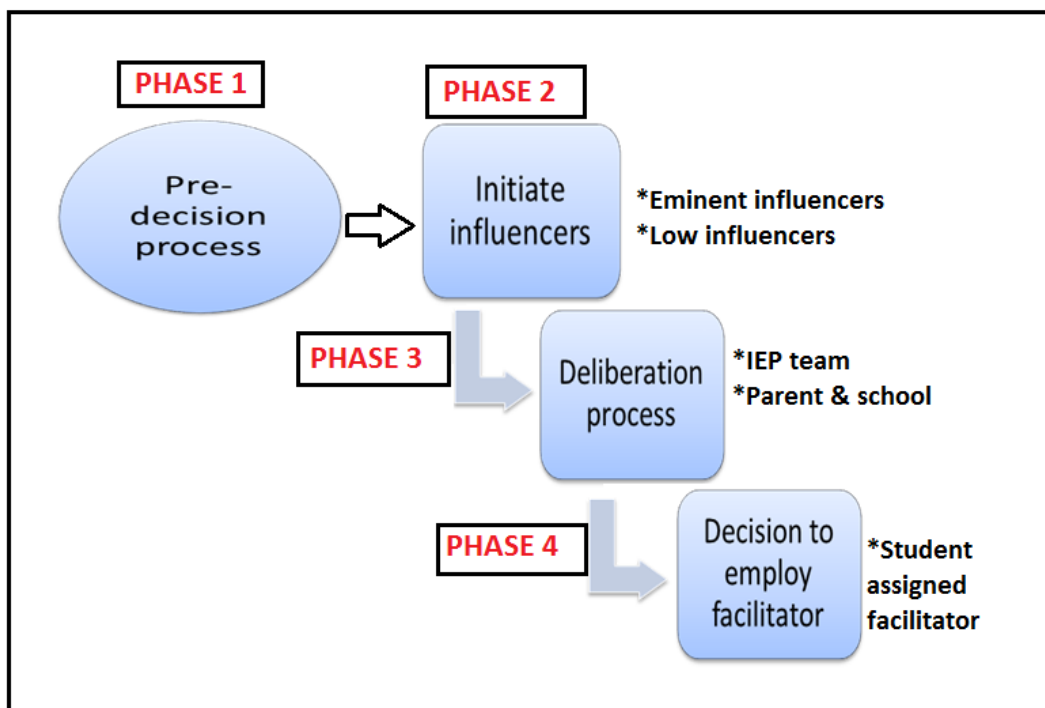 PHASE 1
Pre-
decision
process
PHASE 2
Initiate
influencers
*Eminent influencers
*Low influencers
PHASE 3
Deliberation
process
*IEP team
*Parent & school
PHASE 4
Decision to
employ
facilitator
*Student
assigned
facilitator